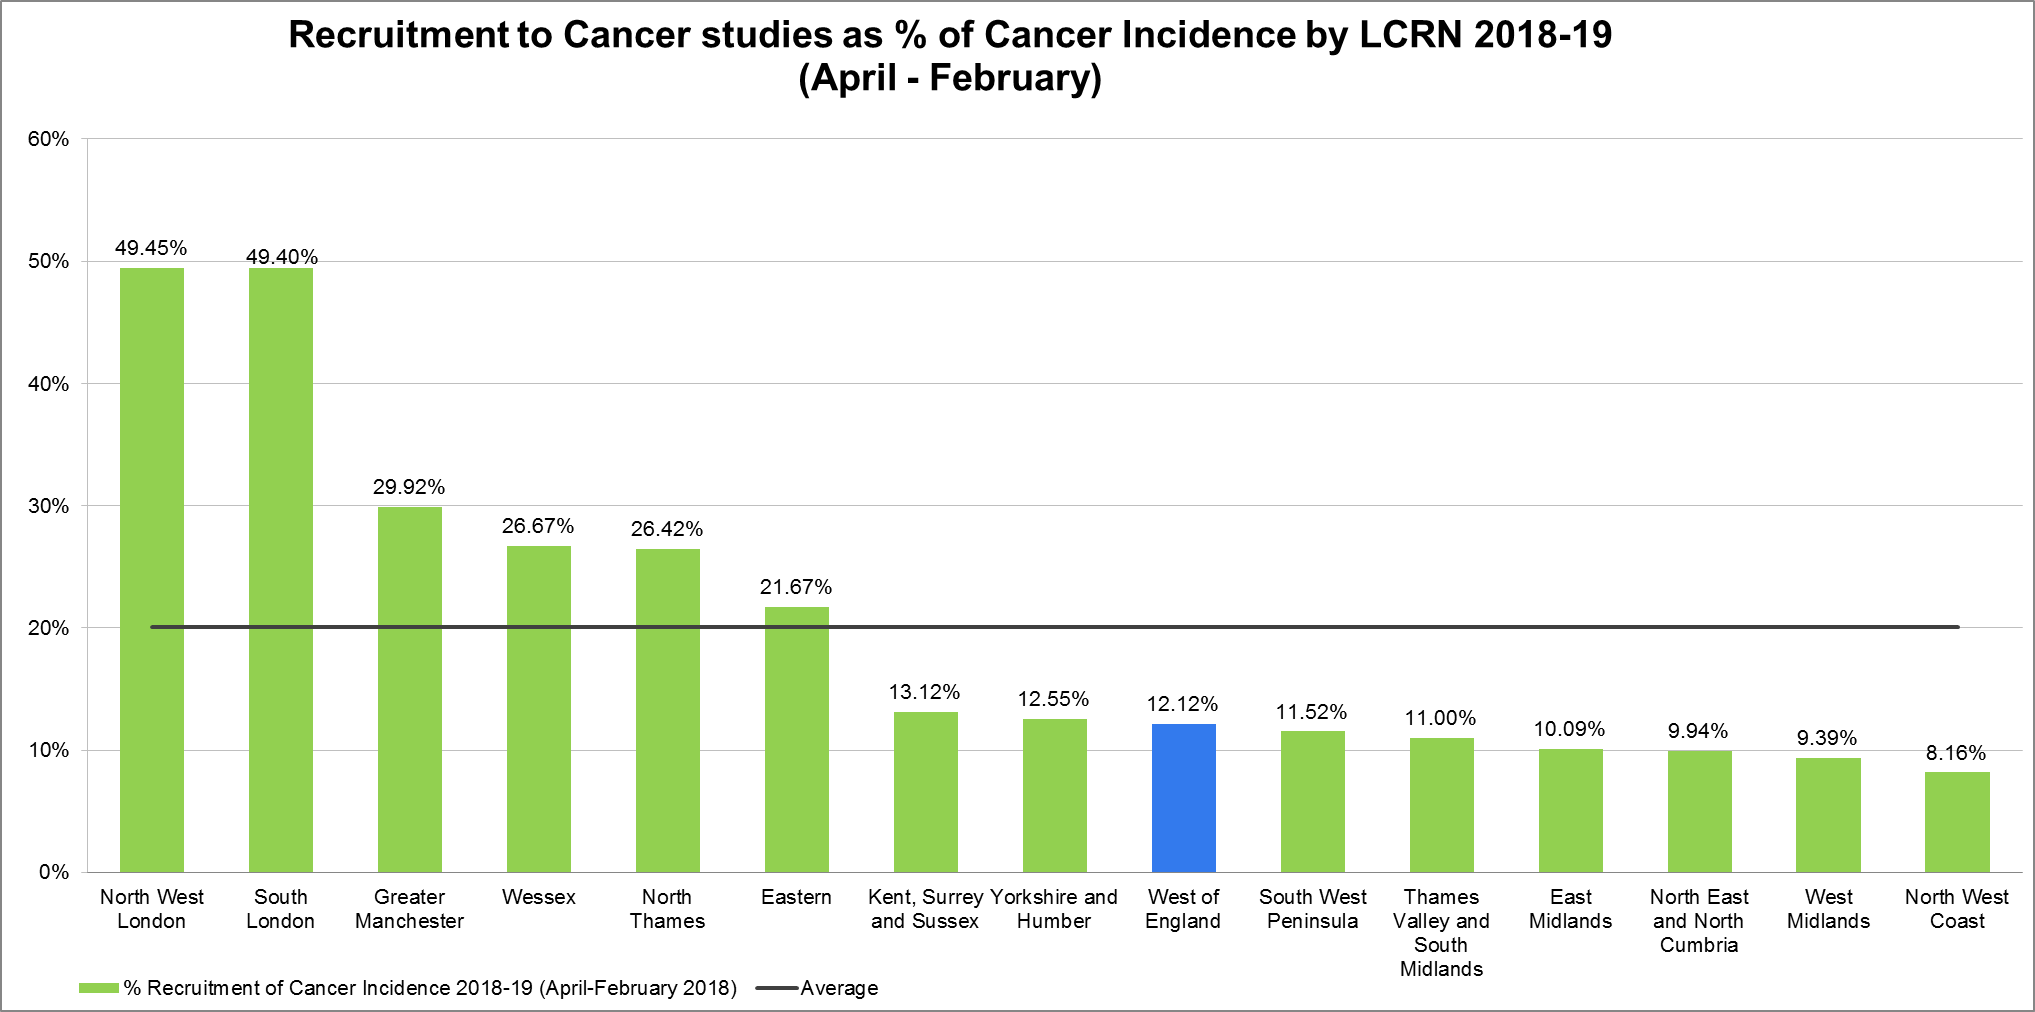 Recruitment to Cancer studies as % of Cancer Incidence by LCRN 2018-19
(April - February)
60%
50%
40%
30%
20%
10%
0%
49.45%
49.40%
29.92%
26.67%
26.42%
21.67%
13.12%
12.55%
12.12%
11.52%
11.00%
10.09%
9.94%
9.39%
8.16%
North West
London
South
London
Greater
Manchester
Wessex
North
Thames
Eastern
Kent, Surrey
and Sussex
Yorkshire and
Humber
West of
England
South West
Peninsula
Thames
Valley and
South
Midlands
East
Midlands
North East
and North
Cumbria
West
Midlands
North West
Coast
% Recruitment of Cancer Incidence 2018-19 (April-February 2018)
Average